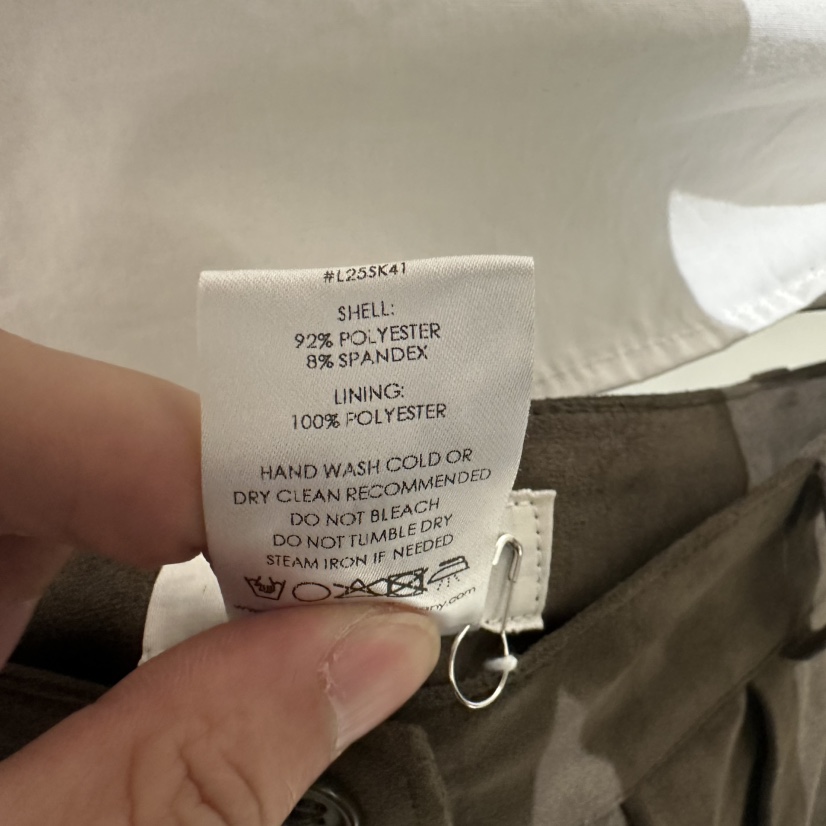 #L25SK41
SHELL:
92% POLYESTER
8% SPANDEX
LINING:
100% POLYESTER
HAND WASH COLD OR
DRY CLEAN RECOMMENDED
DO NOT BLEACH
DO NOT TUMBLE DRY
STEAM IRON IF NEEDED